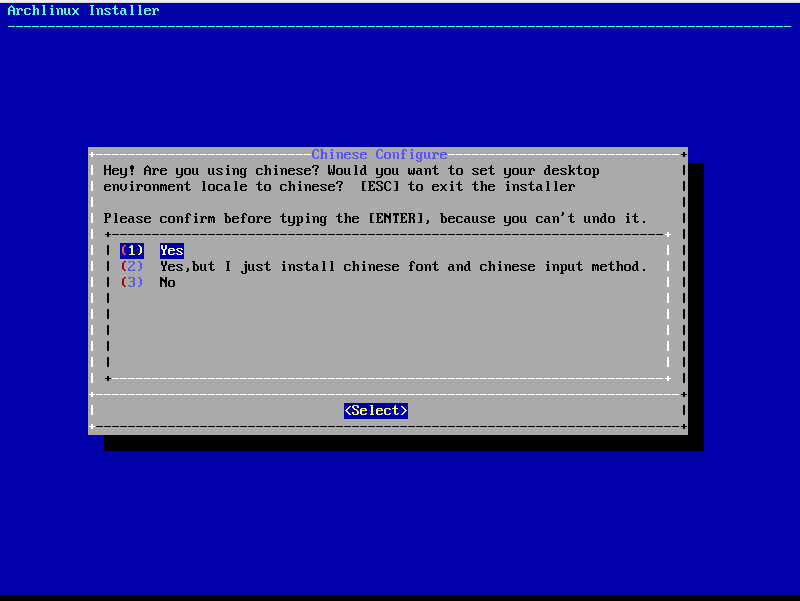 Archlinux Installer
Chinese Configure
Hey! Are you using chinese? Would you want to set your desktop
environment locale to chinese?  [ESC] to exit the installer
Please confirm before typing the [ENTER], because you can't undo it.
(1)  Yes
(2)  Yes,but I just install chinese font and chinese input method.
(3)  No
<Select>